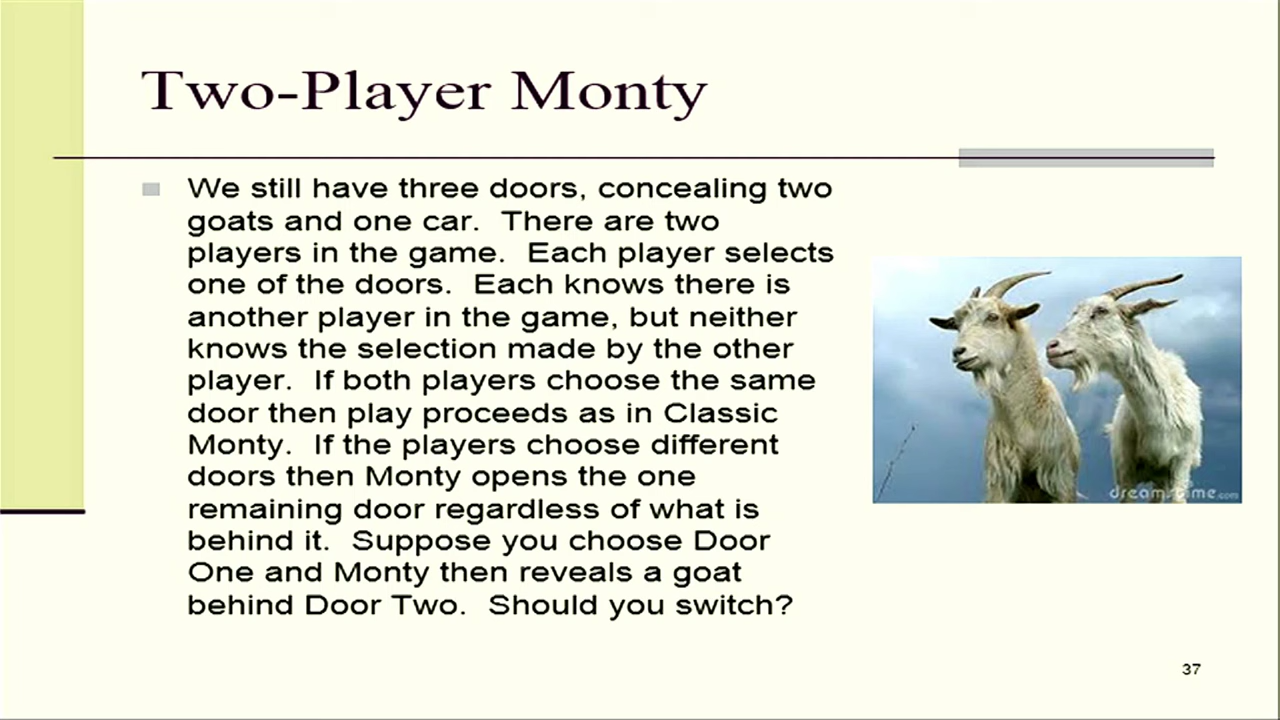 Two-Player Monty
We still have three doors, concealing two
goats and one car. There are two
players in the game. Each player selects
one of the doors. Each knows there is
another player in the game, but neither
knows the selection made by the other
player. If both players choose the same
door then play proceeds as in Classic
Monty. If the players choose different
doors then Monty opens the one
remaining door regardless of what is
behind it. Suppose you choose Door
One and Monty then reveals a goat
behind Door Two. Should you switch?
dreamstime.com
37